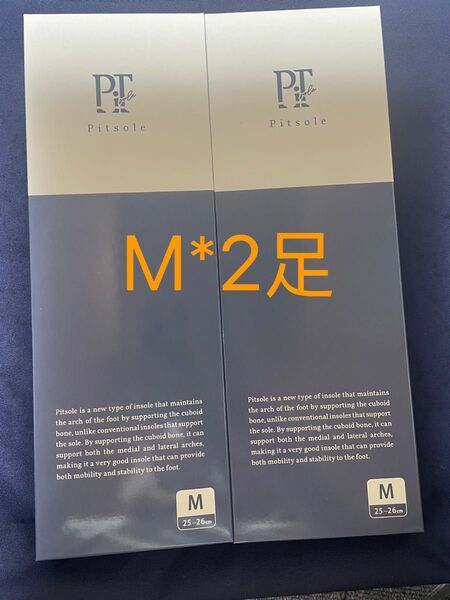 PiT
sole
Pitsole
PiT
sole
Pitsole
M*2足
Pitsole is a new type of insole that maintains
the arch of the foot by supporting the cuboid
bone, unlike conventional insoles that support
the sole. By supporting the cuboid bone, it can
support both the medial and lateral arches,
making it a very good insole that can provide
both mobility and stability to the foot.
M
25-26cm
Pitsole is a new type of insole that maintains
the arch of the foot by supporting the cuboid
bone, unlike conventional insoles that support
the sole. By supporting the cuboid bone, it can
support both the medial and lateral arches,
making it a very good insole that can provide
both mobility and stability to the foot.
M
25-26cm